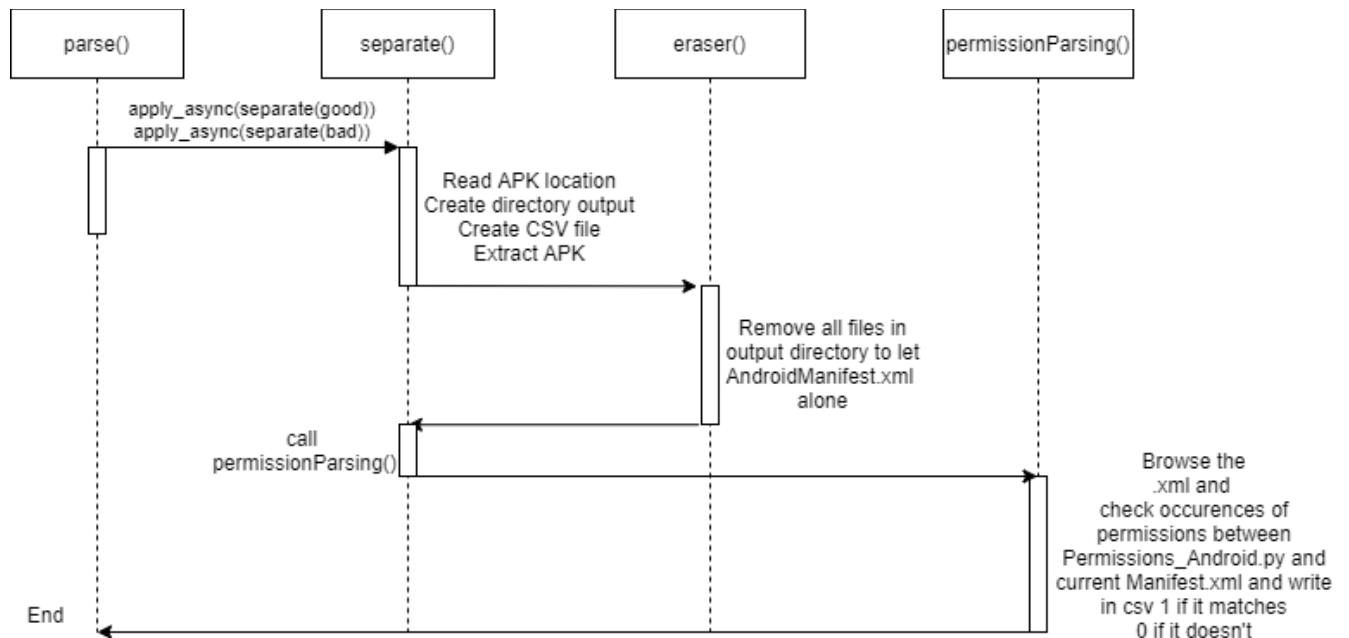 parse()
separate()
eraser()
permissionParsing()
apply_async(separate(good))
apply_async(separate(bad))
Read APK location
Create directory output
Create CSV file
Extract APK
Remove all files in
output directory to let
AndroidManifest.xml
alone
call
permissionParsing()
Browse the
.xml and
check occurences of
permissions between
Permissions_Android.py and
current Manifest.xml and write
in csv 1 if it matches
0 if it doesn't
End